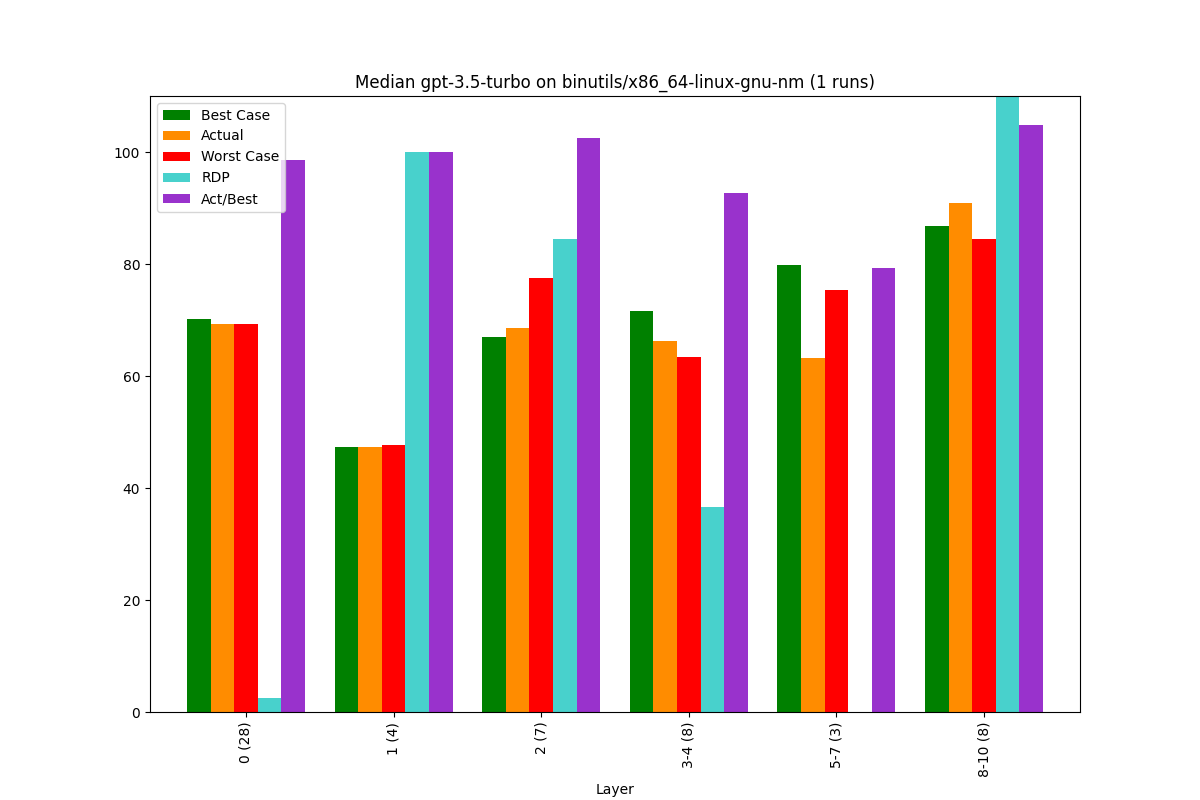 Median gpt-3.5-turbo on binutils/x86_64-linux-gnu-nm (1 runs)
Best Case
Actual
Worst Case
RDP
Act/Best
100
80
60
40
20
0
0 (28)
1 (4)
2 (7)
3-4 (8)
5-7 (3)
8-10 (8)
Layer